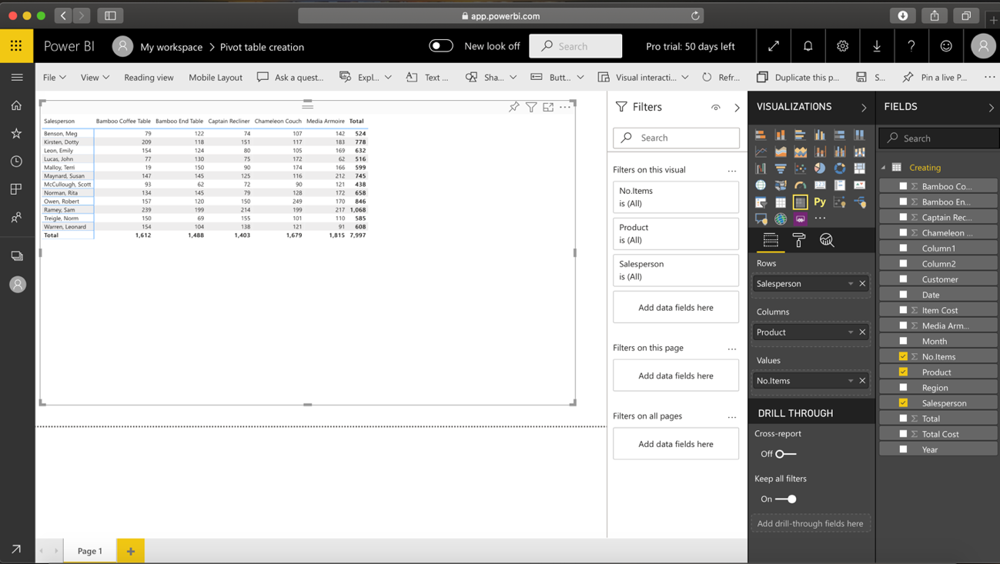 app.powerbi.com
Power BI
My workspace > Pivot table creation
New look off
Search
Pro trial: 50 days left
File
View
Reading view
Mobile Layout
Ask a quest...
Expl...
Text ...
Sha...
Butt...
Visual interacti...
Refr...
Duplicate this p...
S...
Pin a live P...
Salesperson Bamboo Coffee Table Bamboo End Table Captain Recliner Chameleon Couch Media Armoire Total
Benson, Meg 79 122 74 107 142 524
Kirsten, Dotty 209 118 151 117 183 778
Leon, Emily 154 124 80 105 169 632
Lucas, John 77 130 75 172 62 516
Malloy, Terri 19 150 90 174 166 599
Maynard, Susan 147 145 125 116 212 745
McCullough, Scott 93 62 72 90 121 438
Norman, Rita 134 145 79 128 172 658
Owen, Robert 157 120 150 249 170 846
Ramey, Sam 239 199 214 199 217 1,068
Treigle, Norm 150 69 155 101 110 585
Warren, Leonard 154 104 138 121 91 608
Total 1,612 1,488 1,403 1,679 1,815 7,997
Page 1
+
Filters
Search
Filters on this visual ...
No.Items
is (All)
Product
is (All)
Salesperson
is (All)
Add data fields here
Filters on this page ...
Add data fields here
Filters on all pages ...
Add data fields here
VISUALIZATIONS
Py
...
Rows
Salesperson
Columns
Product
Values
No.Items
DRILL THROUGH
Cross-report
Off
Keep all filters
On
Add drill-through fields here
FIELDS
Search
Creating
Σ Bamboo Co...
Σ Bamboo En...
Σ Captain Rec...
Σ Chameleon ...
Column1
Column2
Customer
Date
Σ Item Cost
Σ Media Arm...
Month
Σ No.Items
Product
Region
Salesperson
Σ Total
Σ Total Cost
Year